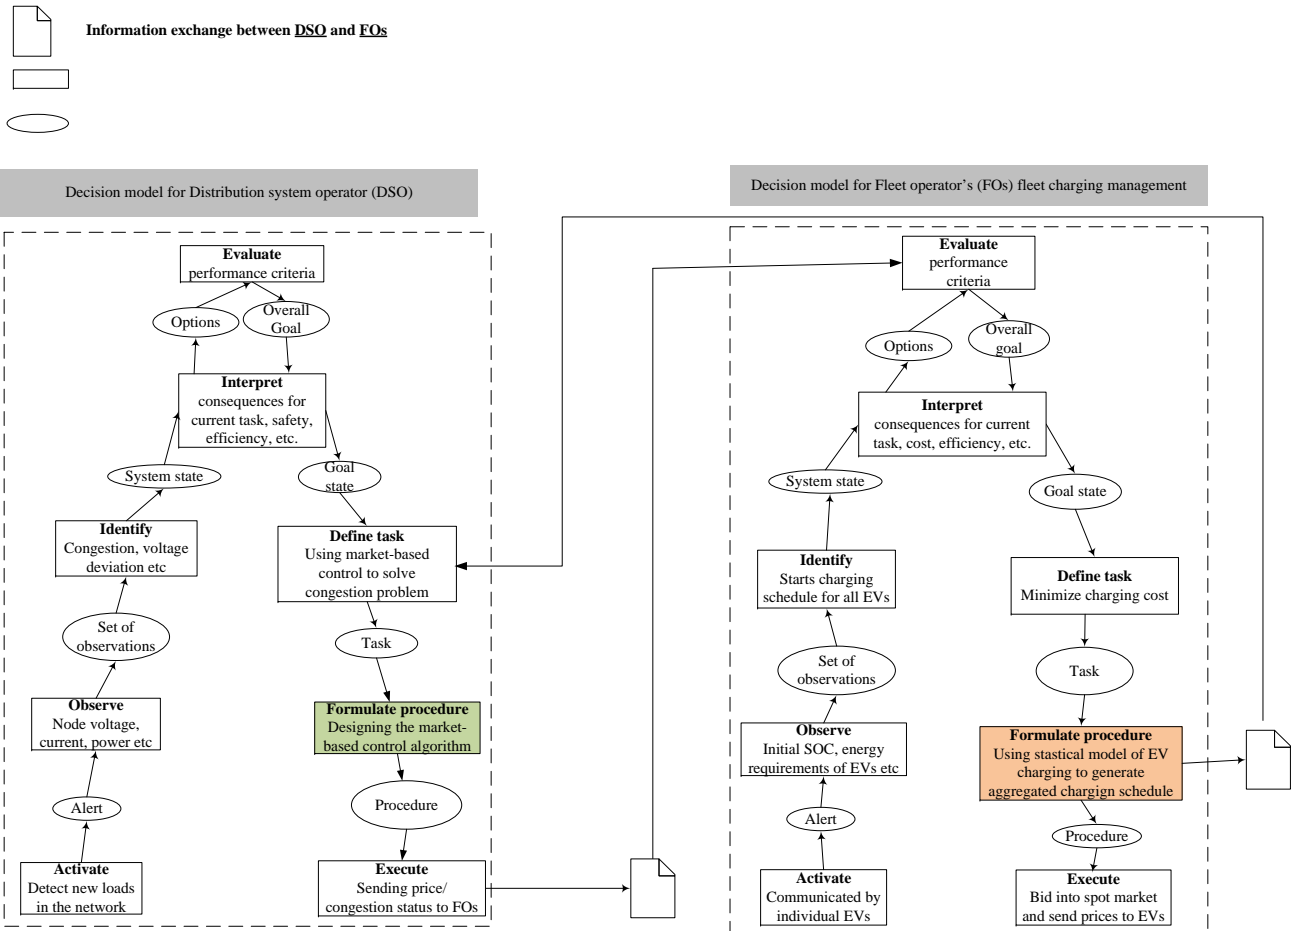 Information exchange between DSO and FOs
Decision model for Distribution system operator (DSO)
Evaluate
performance criteria
Options
Overall
Goal
Interpret
consequences for
current task, safety,
efficiency, etc.
System state
Goal
state
Identify
Congestion, voltage
deviation etc
Define task
Using market-based
control to solve
congestion problem
Set of
observations
Task
Observe
Node voltage,
current, power etc
Formulate procedure
Designing the market-
based control algorithm
Alert
Procedure
Activate
Detect new loads
in the network
Execute
Sending price/
congestion status to FOs
Decision model for Fleet operator's (FOs) fleet charging management
Evaluate
performance
criteria
Options
Overall
goal
Interpret
consequences for current
task, cost, efficiency, etc.
System state
Goal state
Identify
Starts charging
schedule for all EVs
Define task
Minimize charging cost
Set of
observations
Task
Observe
Initial SOC, energy
requirements of EVs etc
Formulate procedure
Using stastical model of EV
charging to generate
aggregated chargign schedule
Alert
Procedure
Activate
Communicated by
individual EVs
Execute
Bid into spot market
and send prices to EVs